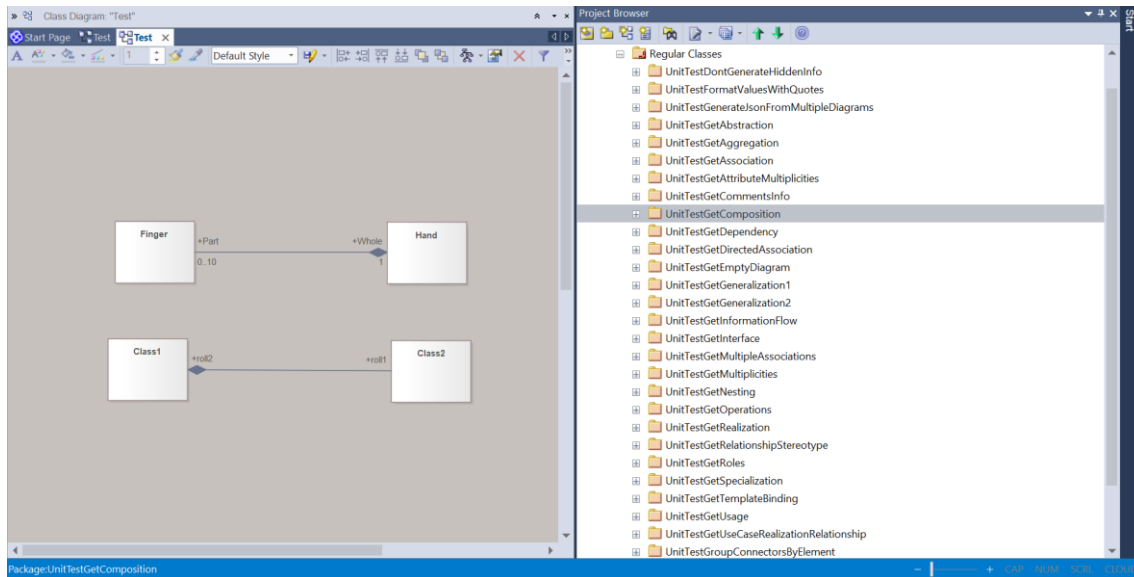 Class Diagram: "Test"
Start Page Test Test
1 Default Style
Finger
+Part
0..10
+Whole
1
Hand
Class1
+roll2
+roll1
Class2
Project Browser
Start
Regular Classes
UnitTestDontGenerateHiddenInfo
UnitTestFormatValuesWithQuotes
UnitTestGenerateJsonFromMultipleDiagrams
UnitTestGetAbstraction
UnitTestGetAggregation
UnitTestGetAssociation
UnitTestGetAttributeMultiplicities
UnitTestGetCommentsInfo
UnitTestGetComposition
UnitTestGetDependency
UnitTestGetDirectedAssociation
UnitTestGetEmptyDiagram
UnitTestGetGeneralization1
UnitTestGetGeneralization2
UnitTestGetInformationFlow
UnitTestGetInterface
UnitTestGetMultipleAssociations
UnitTestGetMultiplicities
UnitTestGetNesting
UnitTestGetOperations
UnitTestGetRealization
UnitTestGetRelationshipStereotype
UnitTestGetRoles
UnitTestGetSpecialization
UnitTestGetTemplateBinding
UnitTestGetUsage
UnitTestGetUseCaseRealizationRelationship
UnitTestGroupConnectorsByElement
Package:UnitTestGetComposition
CAP NUM SCRL CLOUD